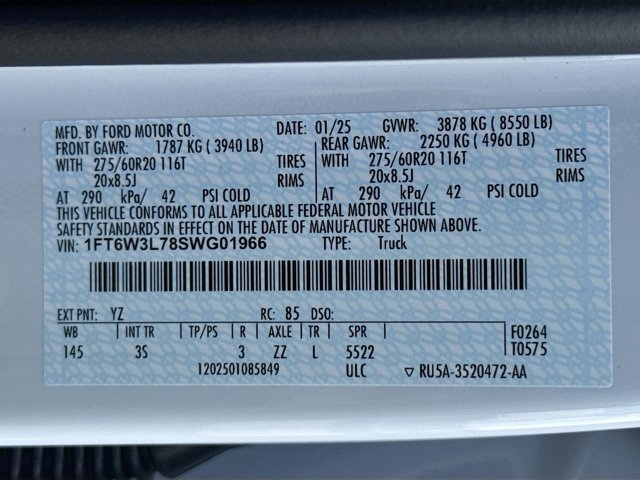 MFD. BY FORD MOTOR CO. DATE: 01/25 GVWR: 3878 KG ( 8550 LB)
FRONT GAWR: 1787 KG ( 3940 LB) REAR GAWR: 2250 KG ( 4960 LB)
WITH 275/60R20 116T TIRES WITH 275/60R20 116T TIRES
20x8.5J RIMS 20x8.5J RIMS
AT 290 kPa/ 42 PSI COLD AT 290 kPa/ 42 PSI COLD
THIS VEHICLE CONFORMS TO ALL APPLICABLE FEDERAL MOTOR VEHICLE
SAFETY STANDARDS IN EFFECT ON THE DATE OF MANUFACTURE SHOWN ABOVE.
VIN: 1FT6W3L78SWG01966 TYPE: Truck
EXT PNT: YZ RC: 85 DSO:
WB INT TR TP/PS R AXLE TR SPR F0264
145 3S 3 ZZ L 5522 T0575
1202501085849 ULC ▽ RU5A-3520472-AA